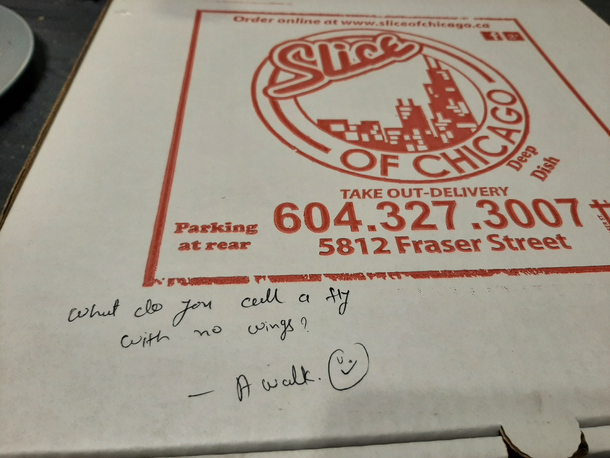 Order online at www.sliceofchicago.ca
Slice
OF CHICAGO
Deep
Dish
TAKE OUT-DELIVERY
604.327.3007
Parking
at rear
5812 Fraser Street
What do you call a fly
with no wings?
- A walk.